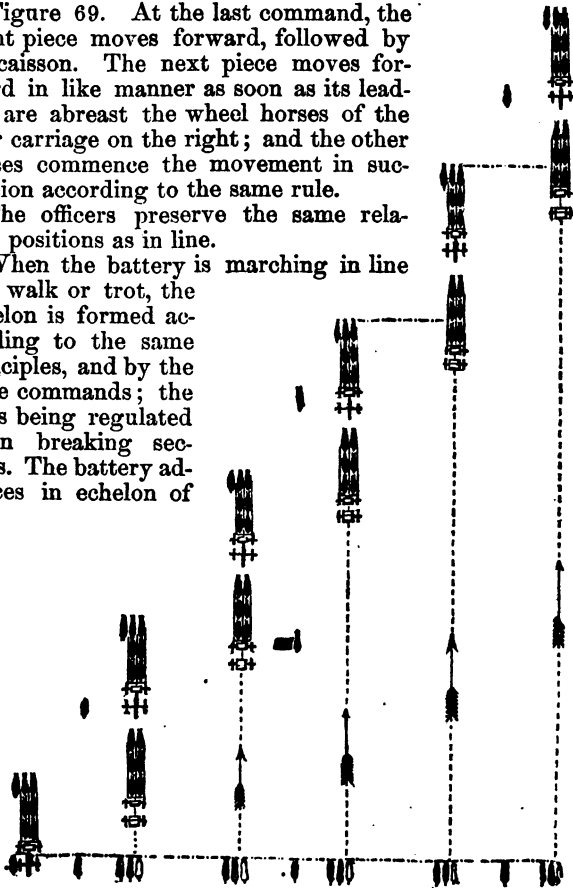 igure 69. At the last command, the
nt piece moves forward, followed by
caisson. The next piece moves for-
d in like manner as soon as its lead-
are abreast the wheel horses of the
r carriage on the right; and the other
ses commence the movement in suc-
ion according to the same rule.
he officers preserve the same rela-
positions as in line.
hen the battery is marching in line
walk or trot, the
elon is formed ac-
ding to the same
ciples, and by the
e commands; the
s being regulated
n breaking sec-
s. The battery ad-
ces in echelon of